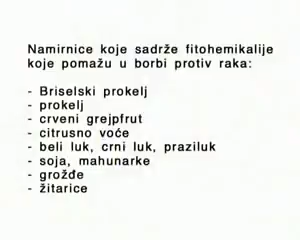 Namirnice koje sadrže fitohemikalije
koje pomažu u borbi protiv raka:
- Briselski prokelj
- prokelj
- crveni grejpfrut
- citrusno voće
- beli luk, crni luk, praziluk
- soja, mahunarke
- grožđe
- žitarice